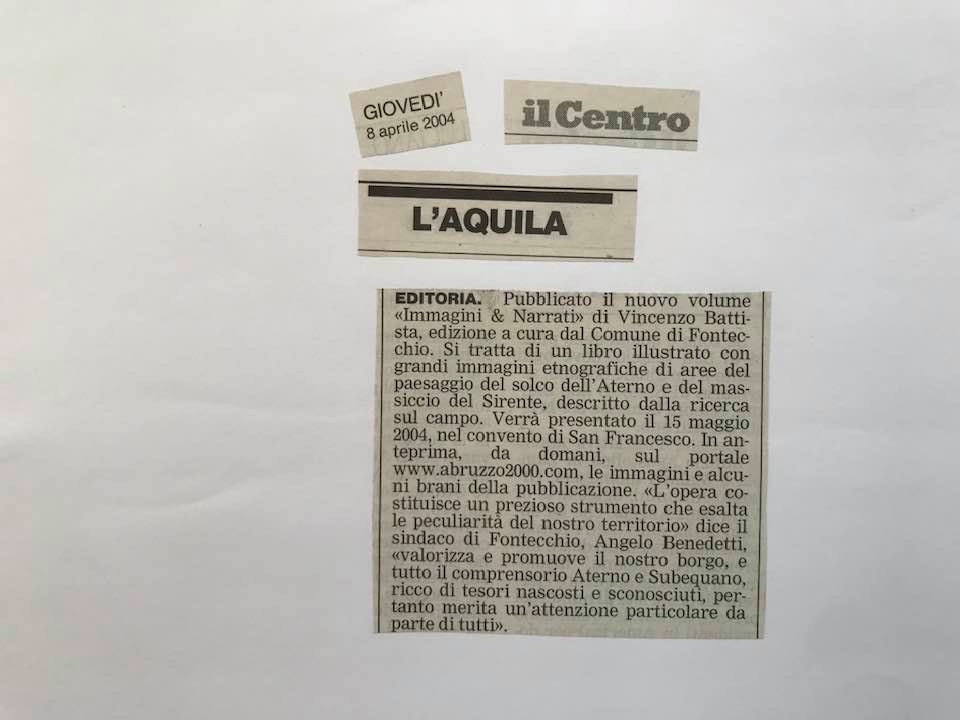 GIOVEDI'
8 aprile 2004
il Centro
L'AQUILA
EDITORIA. Pubblicato il nuovo volume
«Immagini & Narrati» di Vincenzo Batti-
sta, edizione a cura dal Comune di Fontec-
chio. Si tratta di un libro illustrato con
grandi immagini etnografiche di aree del
paesaggio del solco dell'Aterno e del mas-
siccio del Sirente, descritto dalla ricerca
sul campo. Verrà presentato il 15 maggio
2004, nel convento di San Francesco. In an-
teprima, da domani, sul portale
www.abruzzo2000.com, le immagini e alcu-
ni brani della pubblicazione. «L'opera co-
stituisce un prezioso strumento che esalta
le peculiarità del nostro territorio» dice il
sindaco di Fontecchio, Angelo Benedetti,
«valorizza e promuove il nostro borgo, e
tutto il comprensorio Aterno e Subequano,
ricco di tesori nascosti e sconosciuti, per-
tanto merita un'attenzione particolare da
parte di tutti».